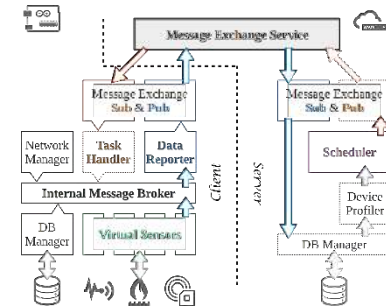 Message Exchange Service
Message Exchange
Sub & Pub
Message Exchange
Sub & Pub
Network
Manager
Task
Handler
Data
Reporter
Scheduler
Internal Message Broker
Client
Server
Device
Profiler
DB
Manager
Virtual Senses
DB Manager